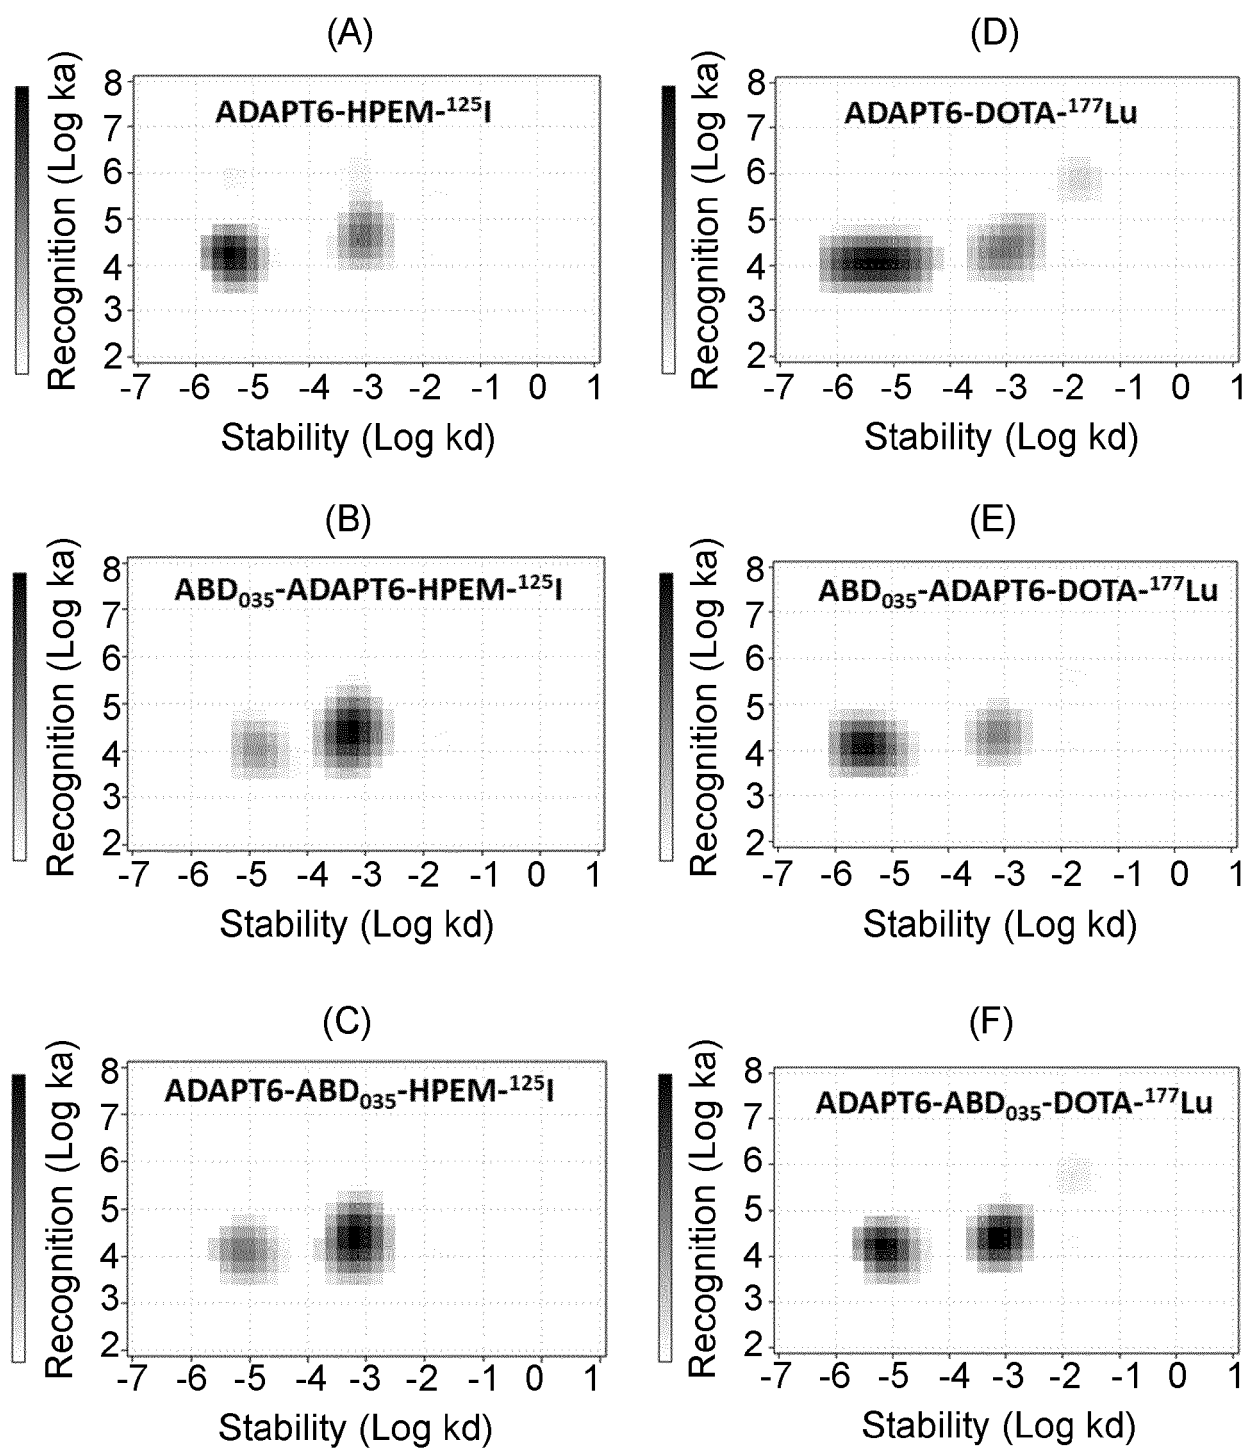 (A)
ADAPT6-HPEM-¹²⁵I
Recognition (Log ka)
8
7
6
5
4
3
2
-7 -6 -5 -4 -3 -2 -1 0 1
Stability (Log kd)
(D)
ADAPT6-DOTA-¹⁷⁷Lu
Recognition (Log ka)
8
7
6
5
4
3
2
-7 -6 -5 -4 -3 -2 -1 0 1
Stability (Log kd)
(B)
ABD₀₃₅-ADAPT6-HPEM-¹²⁵I
Recognition (Log ka)
8
7
6
5
4
3
2
-7 -6 -5 -4 -3 -2 -1 0 1
Stability (Log kd)
(E)
ABD₀₃₅-ADAPT6-DOTA-¹⁷⁷Lu
Recognition (Log ka)
8
7
6
5
4
3
2
-7 -6 -5 -4 -3 -2 -1 0 1
Stability (Log kd)
(C)
ADAPT6-ABD₀₃₅-HPEM-¹²⁵I
Recognition (Log ka)
8
7
6
5
4
3
2
-7 -6 -5 -4 -3 -2 -1 0 1
Stability (Log kd)
(F)
ADAPT6-ABD₀₃₅-DOTA-¹⁷⁷Lu
Recognition (Log ka)
8
7
6
5
4
3
2
-7 -6 -5 -4 -3 -2 -1 0 1
Stability (Log kd)